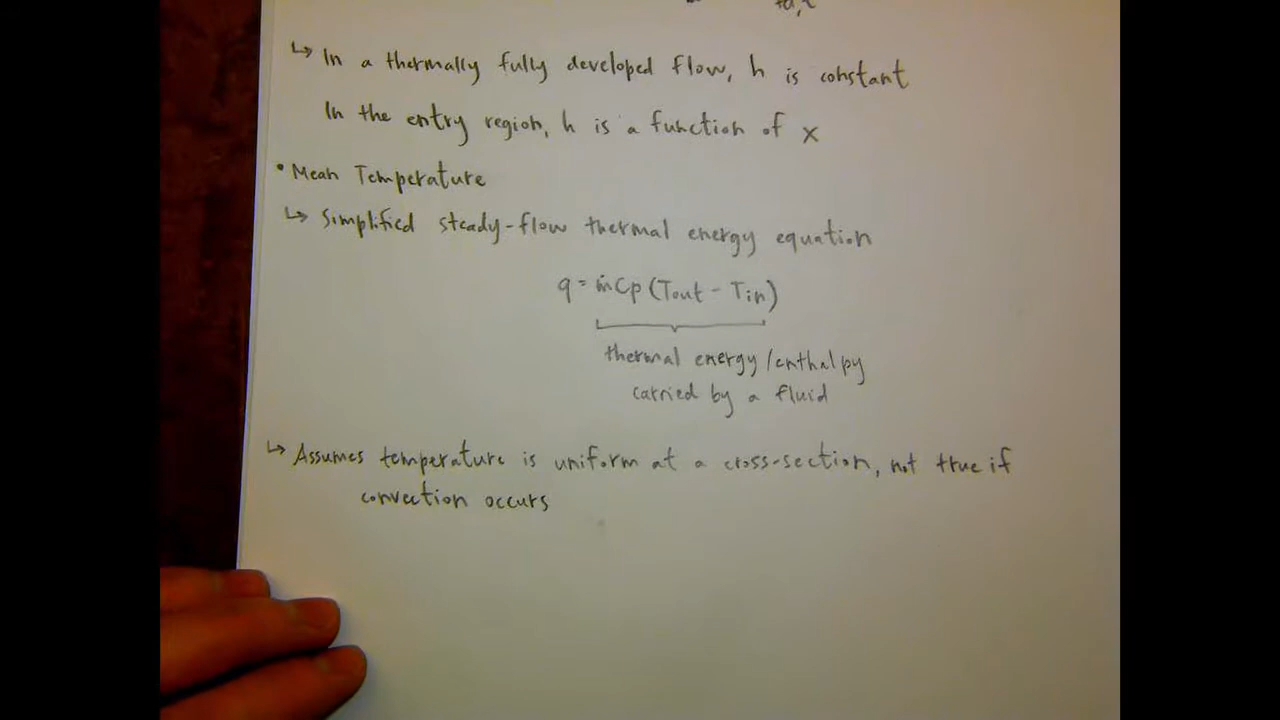 ↳ In a thermally fully developed flow, h is constant
In the entry region, h is a function of x
• Mean Temperature
↳ Simplified steady-flow thermal energy equation
q = ṁCp (Tout - Tin)
thermal energy/enthalpy
carried by a fluid
↳ Assumes temperature is uniform at a cross-section, not true if
convection occurs